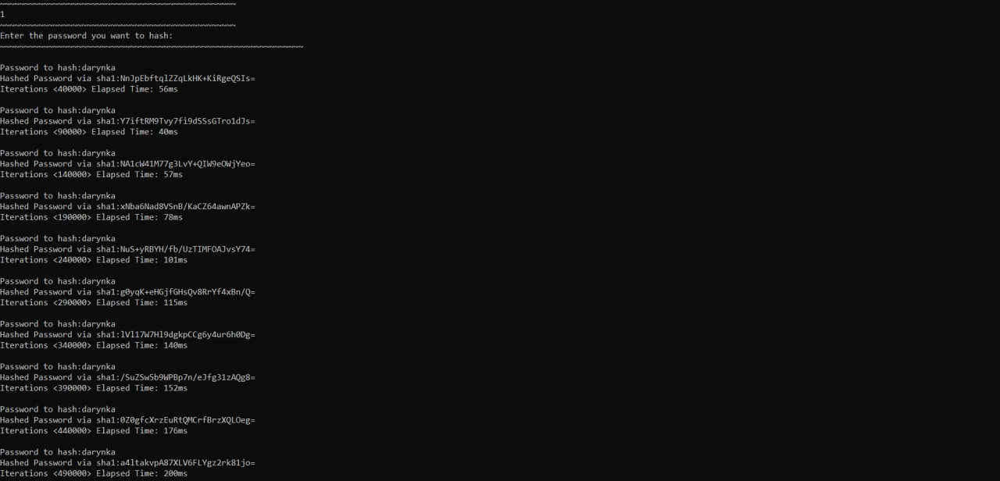 ~~~~~~~~~~~~~~~~~~~~~~~~~~~~~~~~~~~~~~~~~~~~~~~~~
1
~~~~~~~~~~~~~~~~~~~~~~~~~~~~~~~~~~~~~~~~~~~~~~~~~
Enter the password you want to hash:
~~~~~~~~~~~~~~~~~~~~~~~~~~~~~~~~~~~~~~~~~~~~~~~~~~~~~~~~~~~~~~~
Password to hash:darynka
Hashed Password via sha1:NnJpEbftqlZZqLkHK+KiRgeQSIs=
Iterations <40000> Elapsed Time: 56ms
Password to hash:darynka
Hashed Password via sha1:Y7iftRM9Tvy7fi9dSSsGTro1dJs=
Iterations <90000> Elapsed Time: 40ms
Password to hash:darynka
Hashed Password via sha1:NA1cW41M77g3LvY+QIW9eOWjYeo=
Iterations <140000> Elapsed Time: 57ms
Password to hash:darynka
Hashed Password via sha1:xNba6Nad8VSnB/KaCZ64awnAPZk=
Iterations <190000> Elapsed Time: 78ms
Password to hash:darynka
Hashed Password via sha1:NuS+yRBYH/fb/UzTIMFOAJvsY74=
Iterations <240000> Elapsed Time: 101ms
Password to hash:darynka
Hashed Password via sha1:g0yqK+eHGjfGHsQv8RrYf4xBn/Q=
Iterations <290000> Elapsed Time: 115ms
Password to hash:darynka
Hashed Password via sha1:lVl17W7Hl9dgkpCCg6y4ur6h0Dg=
Iterations <340000> Elapsed Time: 140ms
Password to hash:darynka
Hashed Password via sha1:/SuZSw5b9WPBp7n/eJfg31zAQg8=
Iterations <390000> Elapsed Time: 152ms
Password to hash:darynka
Hashed Password via sha1:0Z0gfcXrzEuRtQMCrfBrzXQLOeg=
Iterations <440000> Elapsed Time: 176ms
Password to hash:darynka
Hashed Password via sha1:a4ltakvpA87XLV6FLYgz2rk81jo=
Iterations <490000> Elapsed Time: 200ms